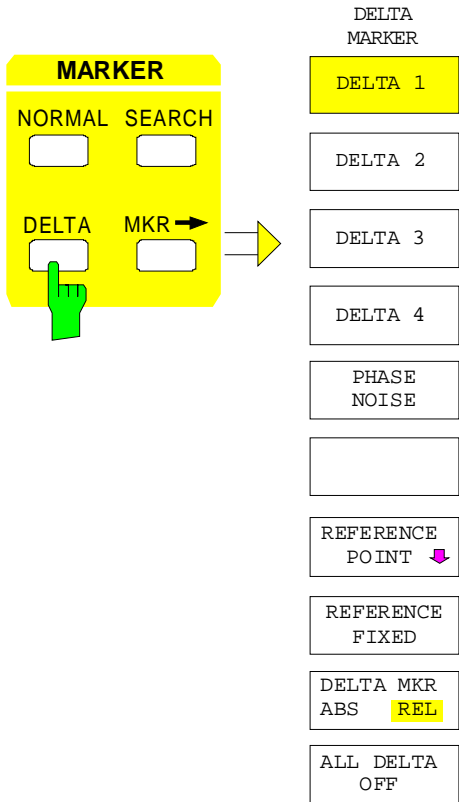 MARKER
NORMAL SEARCH
DELTA MKR
DELTA
MARKER
DELTA 1
DELTA 2
DELTA 3
DELTA 4
PHASE
NOISE
REFERENCE
POINT
REFERENCE
FIXED
DELTA MKR
ABS REL
ALL DELTA
OFF